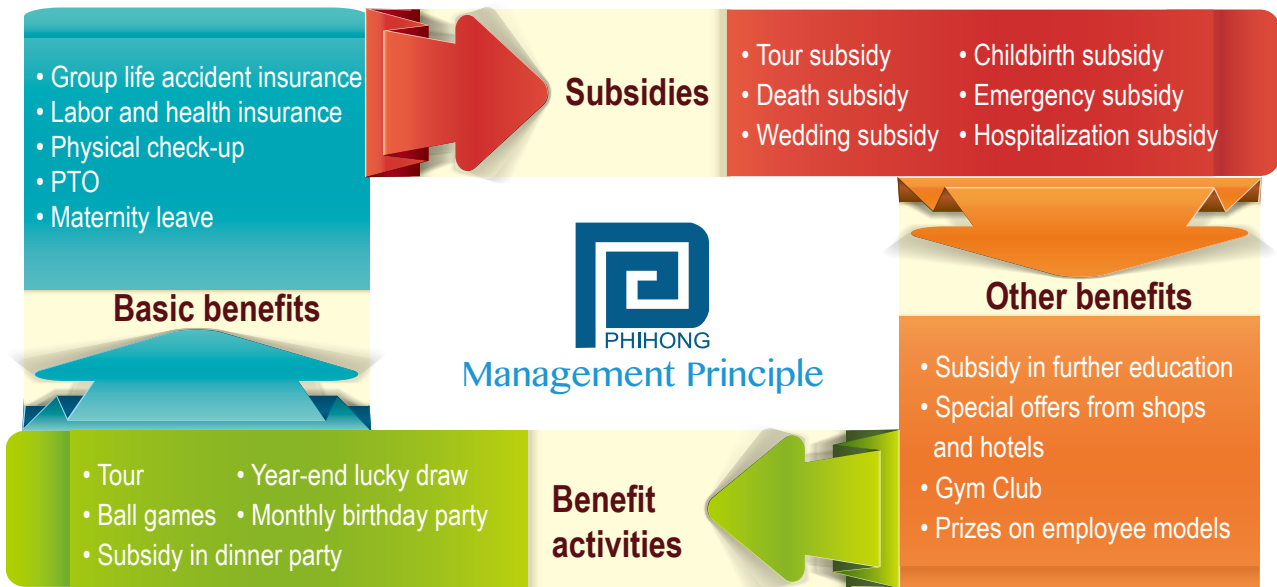 • Group life accident insurance
• Labor and health insurance
• Physical check-up
• PTO
• Maternity leave
Basic benefits
Subsidies
• Tour subsidy
• Death subsidy
• Wedding subsidy
• Childbirth subsidy
• Emergency subsidy
• Hospitalization subsidy
PHIHONG
Management Principle
Other benefits
• Subsidy in further education
• Special offers from shops
and hotels
• Gym Club
• Prizes on employee models
Benefit
activities
• Tour
• Year-end lucky draw
• Ball games
• Monthly birthday party
• Subsidy in dinner party